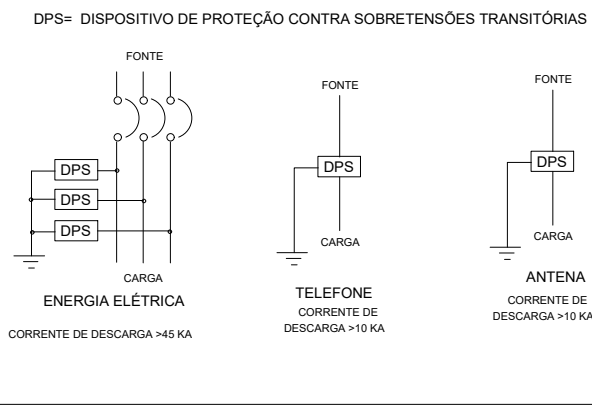 DPS= DISPOSITIVO DE PROTEÇÃO CONTRA SOBRETENSÕES TRANSITÓRIAS
FONTE
DPS
DPS
DPS
CARGA
ENERGIA ELÉTRICA
CORRENTE DE DESCARGA >45 KA
FONTE
DPS
CARGA
TELEFONE
CORRENTE DE
DESCARGA >10 KA
FONTE
DPS
CARGA
ANTENA
CORRENTE DE
DESCARGA >10 KA